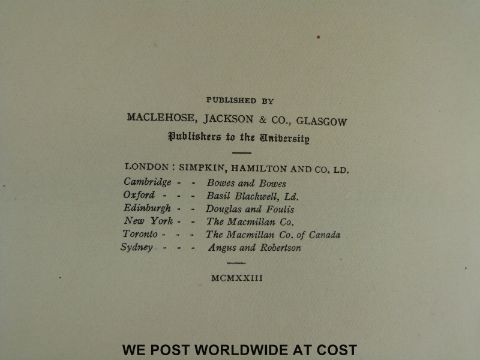 PUBLISHED BY
MACLEHOSE, JACKSON & CO., GLASGOW
Publishers to the University
LONDON : SIMPKIN, HAMILTON AND CO. LD.
Cambridge - - Bowes and Bowes
Oxford - - - Basil Blackwell, Ld.
Edinburgh - - Douglas and Foulis
New York - - The Macmillan Co.
Toronto - - - The Macmillan Co. of Canada
Sydney - - - Angus and Robertson
MCMXXIII
WE POST WORLDWIDE AT COST